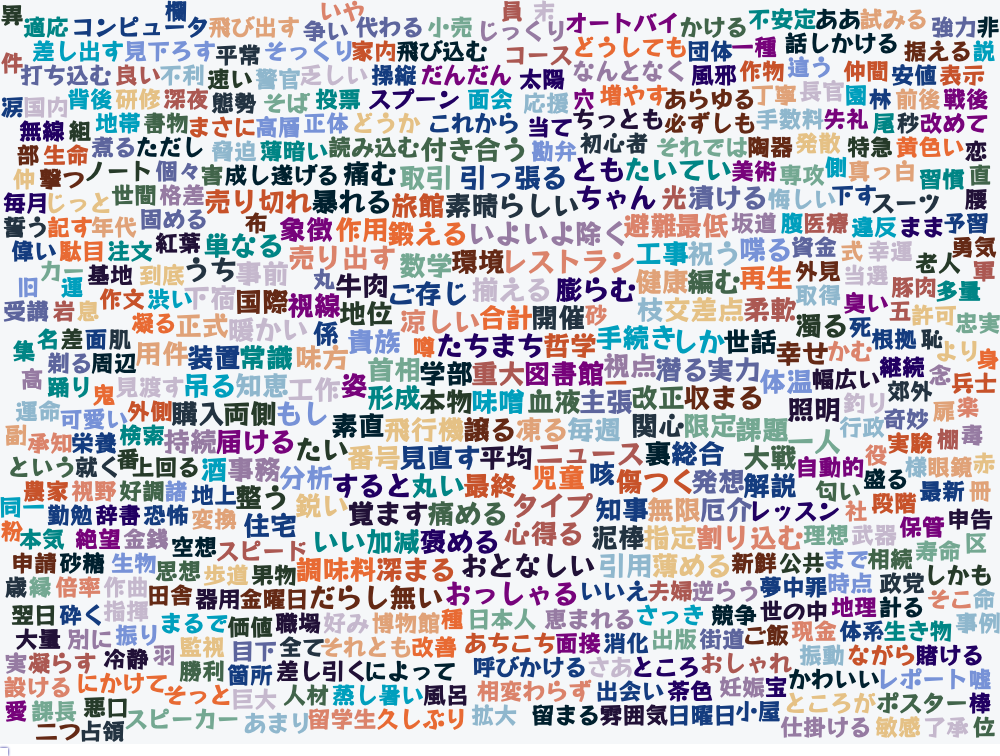 異 適応 コンピュータ 欄 飛び出す いや 争い 代わる 小売 じっくり 員 未 オートバイ かける 不安定 ああ 試みる 強力 非
件 差し出す 見下ろす 平常 そっくり 家内 飛び込む コース どうしても 団体 一種 話しかける 据える 説
打ち込む 良い 不利 速い 警官 乏しい 操縦 だんだん 太陽 なんとなく 風邪 作物 違う 仲間 安値 表示
涙 国内 背後 研修 深夜 態勢 そば 投票 スプーン 面会 応援 穴 増やす あらゆる 丁寧 長官 園 林 前後 戦後
無線 組 地帯 書物 まさに 高層 正体 どうか これから 当て ちっとも 必ずしも 手数料 失礼 尾 秒 改めて
部 生命 煮る ただし 脅迫 薄暗い 読み込む 付き合う 勘弁 初心者 それでは 陶器 発散 特急 黄色い 恋
仲 撃つ ノート 個々 害 成し遂げる 痛む 取引 引っ張る ともたいてい 美術 専攻 側 真っ白 習慣 直
毎月 じっと 世間 格差 売り切れ 暴れる 旅館 素晴らしい ちゃん 光 漬ける 悔しい 下す スーツ 腰
誓う 記す 年代 固める 布 象徴 作用 鍛える いよいよ 除く 避難 最低 坂道 腹 医療 違反 まま 予習
偉い 駄目 注文 紅葉 単なる 売り出す 数学 環境 レストラン 工事 祝う 喋る 資金 式 幸運 老人 勇気
旧 カー 運 基地 到底 うち 事前 丸 牛肉 ご存じ 揃える 膨らむ 健康 編む 再生 外見 当選 豚肉 軍 多量
受講 岩 息 作文 渋い 下宿 国際 視線 地位 涼しい 合計 開催 砂 枝 交差点 柔軟 取得 臭い 五 許可 忠実
集 名 差 面 肌 凝る 正式 暖かい 係 貴族 噂 たちまち 哲学 手続き しか 世話 濁る 死 根拠 恥
高 剃る 周辺 用件 装置 常識 味方 首相 学部 重大 図書館 視点 潜る 実力 幸せ かむ 継続 より 身
踊り 鬼 見渡す 吊る 知恵 工作 姿 形成 本物 味噌 血液 主張 二 改正 収まる 体温 幅広い 郊外 念 兵士
運命 可愛い 外側 購入 両側 もし 素直 飛行機 譲る 凍る 毎週 関心 限定 課題 照明 釣り 行政 奇妙 扉 楽
副 承知 栄養 検索 持続 届ける たい 番号 見直す 平均 ニュース 裏 総合 大戦 一人 自動的 役 実験 棚 毒
という 就く 番 上回る 酒 事務 分析 すると 丸い 最終 児童 咳 傷つく 発想 解説 匂い 盛る 様 眼鏡 赤
同一 農家 視野 好調 諸 地上 整う 鋭い 覚ます 痛める タイプ 知事 無限 厄介 レッスン 社 段階 最新 冊
粉 本気 勤勉 辞書 恐怖 変換 住宅 いい加減 褒める 心得る 泥棒 指定 割り込む 理想 武器 保管 申告
申請 絶望 砂糖 金銭 生物 空想 スピード 調味料 深まる おとなしい 引用 薄める 新鮮 公共 まで 相続 寿命 区
歳 縁 倍率 作曲 思想 歩道 果物 田舎 器用 金曜日 だらし無い おっしゃる いいえ 夫婦 逆らう 夢中 罪 時点 政党 しかも そこ 命
翌日 砕く 指揮 まるで 価値 職場 好み 博物館 種 日本人 恵まれる さっき 競争 世の中 地理 計る 事例
大量 別に 振り 監視 目下 全て それとも 改善 あちこち 面接 消化 出版 街道 ご飯 現金 体系 生き物
実 凝らす 冷静 羽 勝利 箇所 差し引く によって 呼びかける さあ ところ おしゃれ 振動 ながら 賭ける
設ける にかけて そっと 巨大 人材 蒸し暑い 風呂 相変わらず 出会い 茶色 妊娠 宝 かわいい レポート 嘘
愛 課長 悪口 スピーカー あまり 留学生 久しぶり 拡大 留まる 雰囲気 日曜日 小屋 ところが ポスター 棒
二つ 占領 仕掛ける 敏感 了承 位